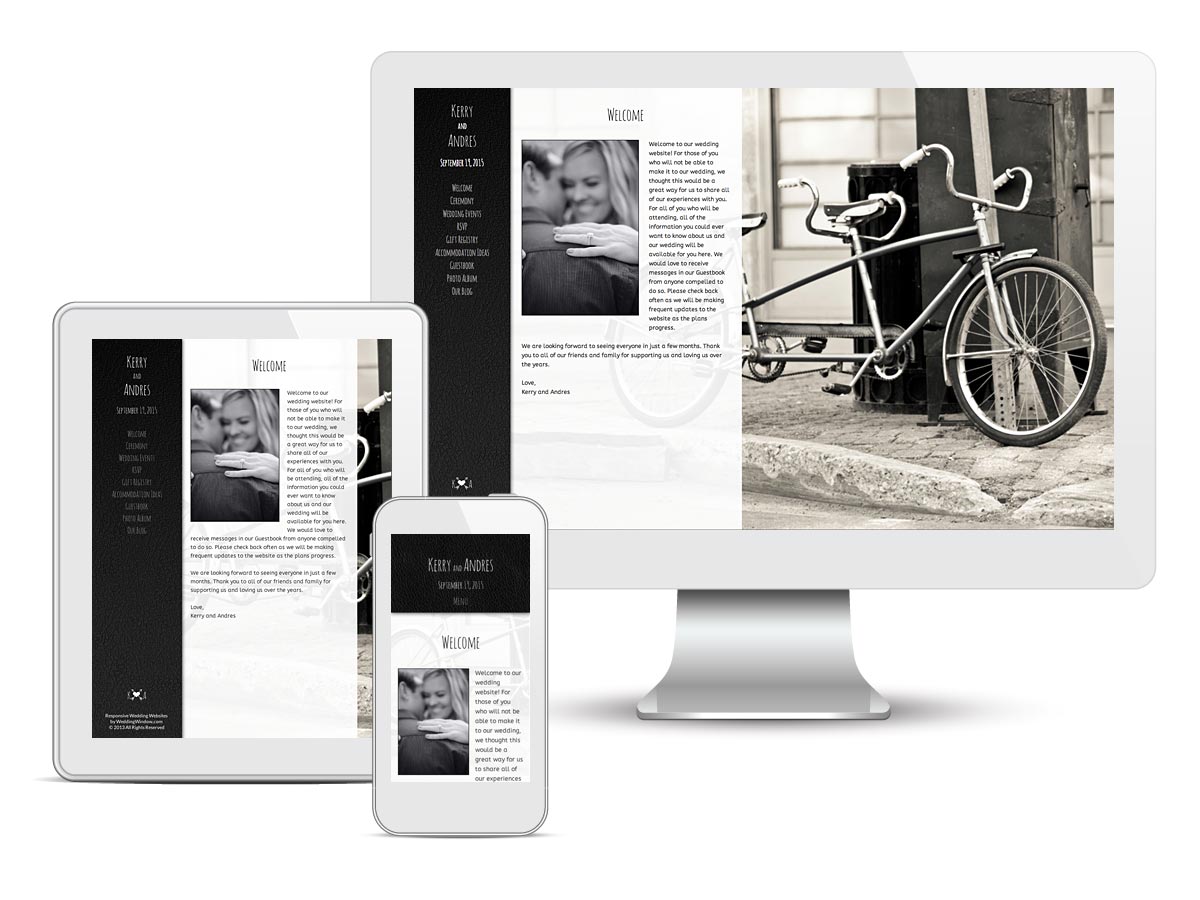 Kerry
and
Andres
September 19, 2015
Welcome
Ceremony
Wedding Events
RSVP
Gift Registry
Accommodation Ideas
Guestbook
Photo Album
Our Blog
K A
Welcome
Welcome to our wedding
website! For those of you
who will not be able to
make it to our wedding, we
thought this would be a
great way for us to share all
of our experiences with you.
For all of you who will be
attending, all of the
information you could ever
want to know about us and
our wedding will be
available for you here. We
would love to receive
messages in our Guestbook
from anyone compelled to
do so. Please check back
often as we will be making
frequent updates to the
website as the plans
progress.
We are looking forward to seeing everyone in just a few months. Thank
you to all of our friends and family for supporting us and loving us over
the years.
Love,
Kerry and Andres
Kerry
and
Andres
September 19, 2015
Welcome
Ceremony
Wedding Events
RSVP
Gift Registry
Accommodation Ideas
Guestbook
Photo Album
Our Blog
Responsive Wedding Websites
by WeddingWindow.com
© 2013 All Rights Reserved
Welcome
Welcome to our
wedding website! For
those of you who will
not be able to make it
to our wedding, we
thought this would be
a great way for us to
share all of our
experiences with you.
For all of you who will
be attending, all of the
information you could
ever want to know
about us and our
wedding will be
available for you here.
We would love to
receive messages in our Guestbook from anyone compelled
to do so. Please check back often as we will be making
frequent updates to the website as the plans progress.
We are looking forward to seeing everyone in just a few
months. Thank you to all of our friends and family for
supporting us and loving us over the years.
Love,
Kerry and Andres
Kerry and Andres
September 19, 2015
Menu
Welcome
Welcome to our
wedding
website! For
those of you
who will not be
able to make it
to our wedding,
we thought this
would be a
great way for us
to share all of
our experiences